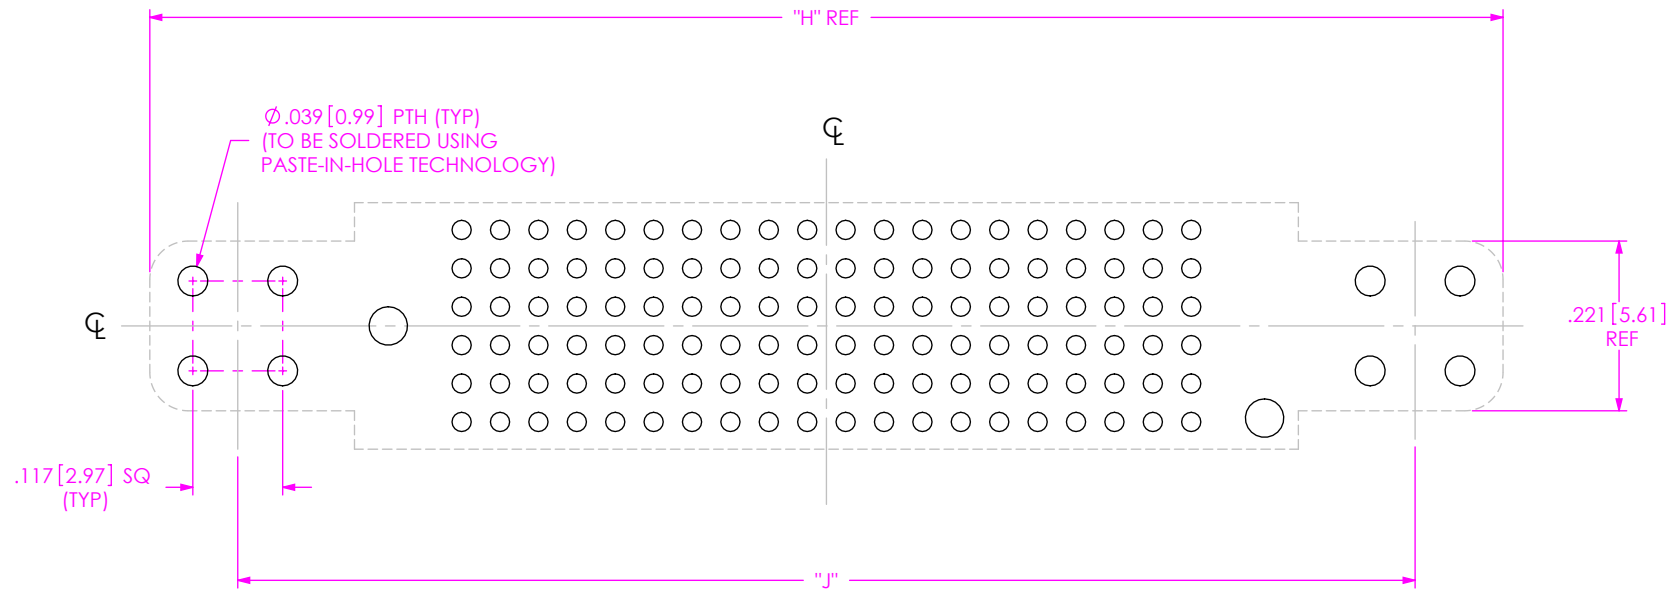 "H" REF
Ø.039[0.99] PTH (TYP)
(TO BE SOLDERED USING
PASTE-IN-HOLE TECHNOLOGY)
℄
℄
.221[5.61]
REF
.117[2.97] SQ
(TYP)
"J"